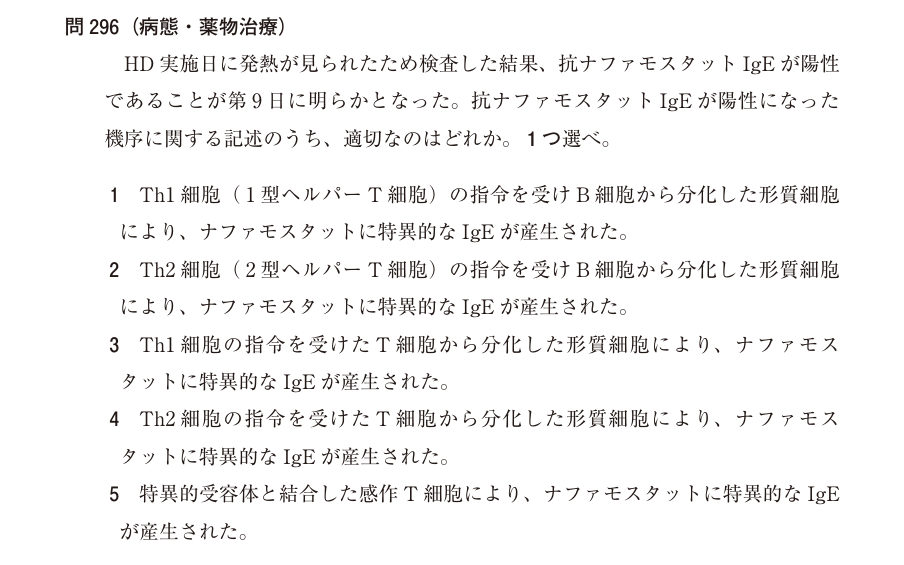 問 296（病態・薬物治療）
HD 実施日に発熱が見られたため検査した結果、抗ナファモスタット IgE が陽性
であることが第 9 日に明らかとなった。抗ナファモスタット IgE が陽性になった
機序に関する記述のうち、適切なのはどれか。1 つ選べ。
1 Th1 細胞（1 型ヘルパー T 細胞）の指令を受け B 細胞から分化した形質細胞
により、ナファモスタットに特異的な IgE が産生された。
2 Th2 細胞（2 型ヘルパー T 細胞）の指令を受け B 細胞から分化した形質細胞
により、ナファモスタットに特異的な IgE が産生された。
3 Th1 細胞の指令を受けた T 細胞から分化した形質細胞により、ナファモス
タットに特異的な IgE が産生された。
4 Th2 細胞の指令を受けた T 細胞から分化した形質細胞により、ナファモス
タットに特異的な IgE が産生された。
5 特異的受容体と結合した感作 T 細胞により、ナファモスタットに特異的な IgE
が産生された。